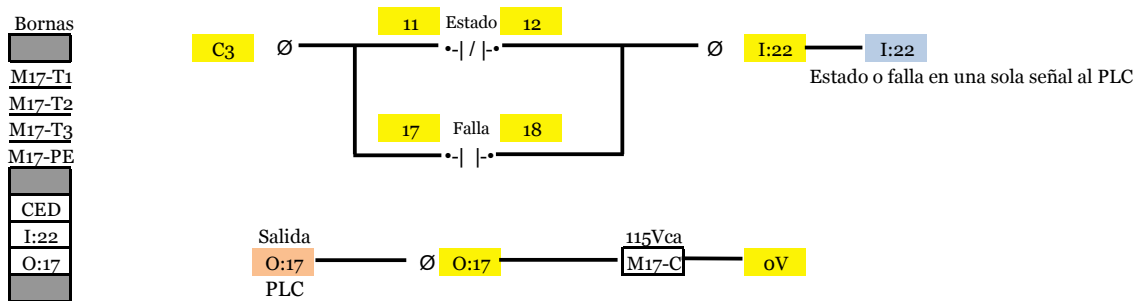 Bornas
M17-T1
M17-T2
M17-T3
M17-PE
CED
I:22
O:17
11 Estado 12
C3 Ø •-| / |-• Ø I:22 I:22
Estado o falla en una sola señal al PLC
17 Falla 18
•-| |-•
Salida 115Vca
O:17 Ø O:17 M17-C 0V
PLC